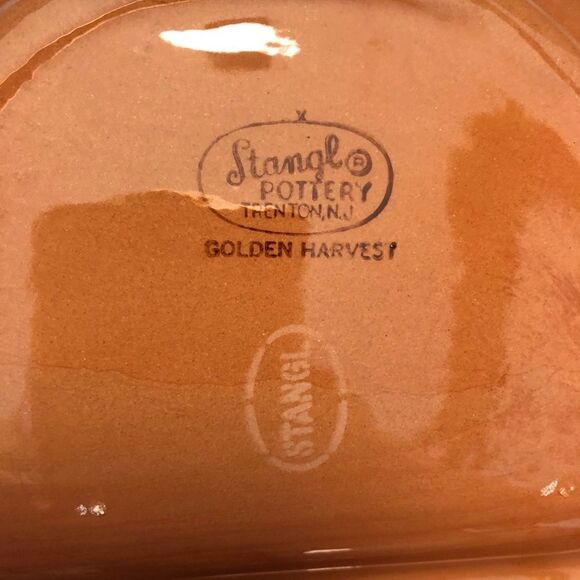 X
Stangl ®
POTTERY
TRENTON, N.J.
GOLDEN HARVEST
STANGL